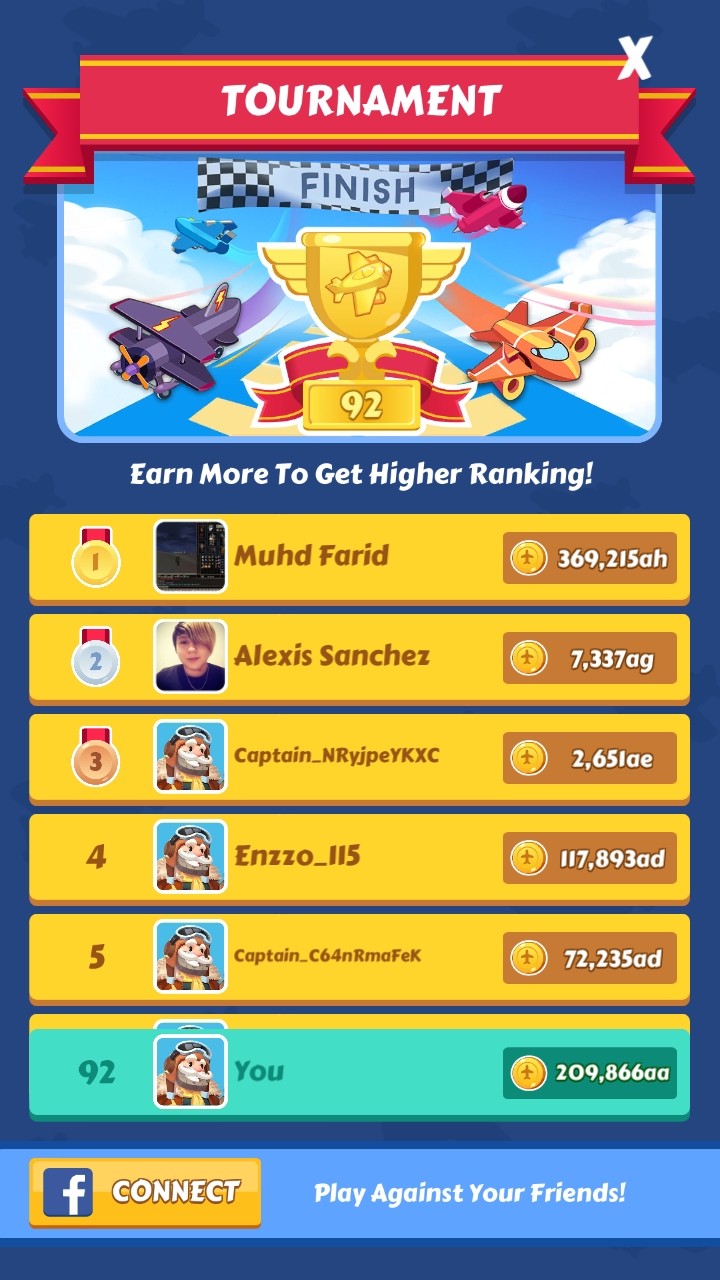 X
TOURNAMENT
FINISH
92
Earn More To Get Higher Ranking!
1 Muhd Farid 369,215ah
2 Alexis Sanchez 7,337ag
3 Captain_NRyjpeYKXC 2,651ae
4 Enzzo_115 117,893ad
5 Captain_C64nRmaFeK 72,235ad
92 You 209,866aa
f CONNECT Play Against Your Friends!